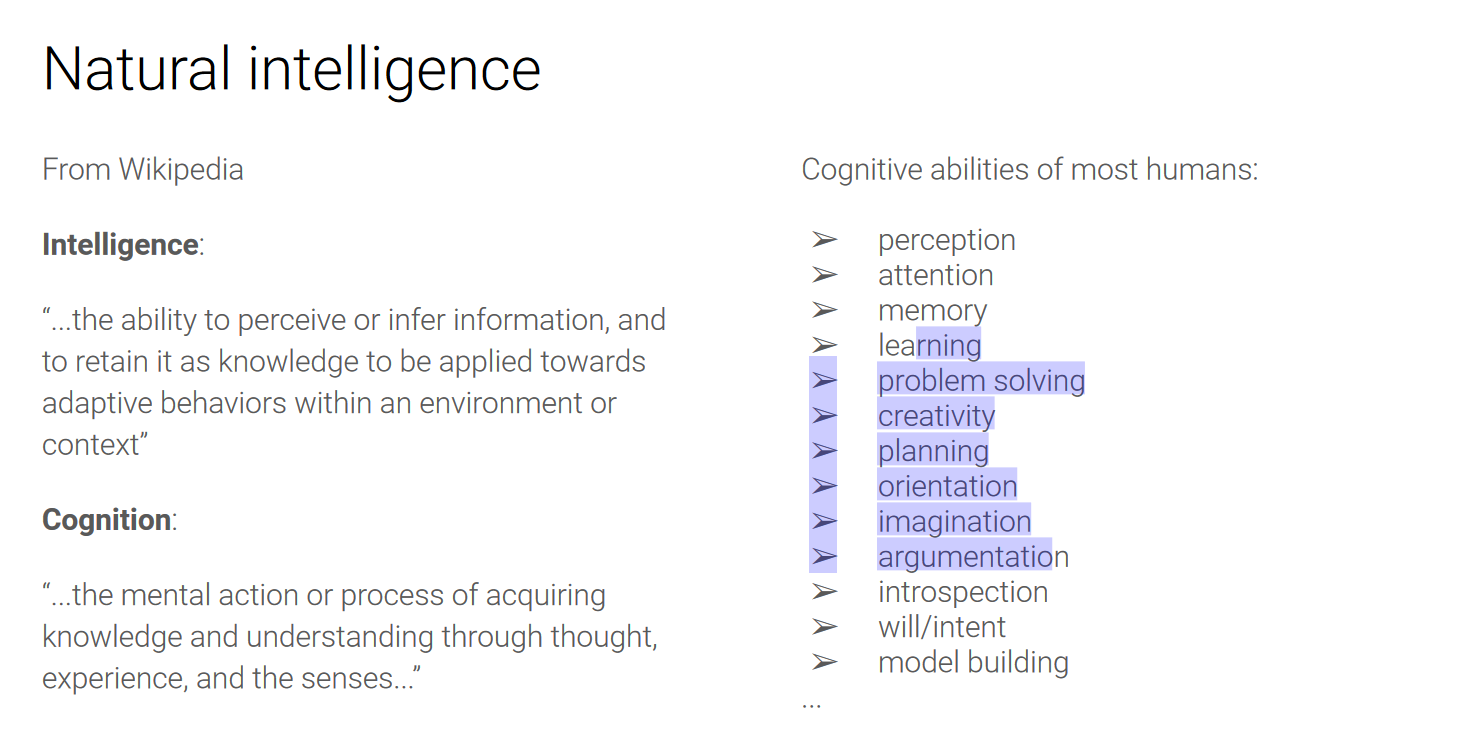 Natural intelligence
From Wikipedia
Intelligence:
“...the ability to perceive or infer information, and
to retain it as knowledge to be applied towards
adaptive behaviors within an environment or
context”
Cognition:
“...the mental action or process of acquiring
knowledge and understanding through thought,
experience, and the senses...”
Cognitive abilities of most humans:
➢ perception
➢ attention
➢ memory
➢ learning
➢ problem solving
➢ creativity
➢ planning
➢ orientation
➢ imagination
➢ argumentation
➢ introspection
➢ will/intent
➢ model building
...